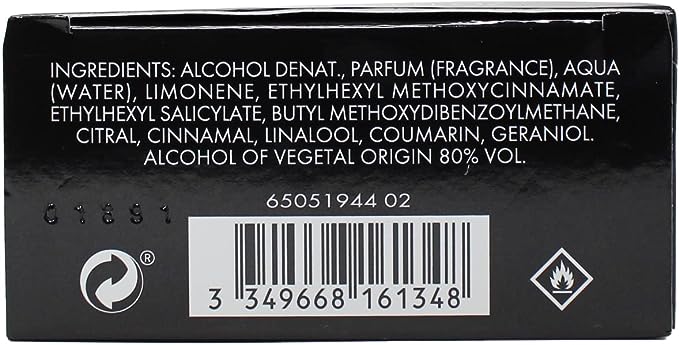 INGREDIENTS: ALCOHOL DENAT., PARFUM (FRAGRANCE), AQUA
(WATER), LIMONENE, ETHYLHEXYL METHOXYCINNAMATE,
ETHYLHEXYL SALICYLATE, BUTYL METHOXYDIBENZOYLMETHANE,
CITRAL, CINNAMAL, LINALOOL, COUMARIN, GERANIOL.
ALCOHOL OF VEGETAL ORIGIN 80% VOL.
65051944 02
®
3 349668 161348